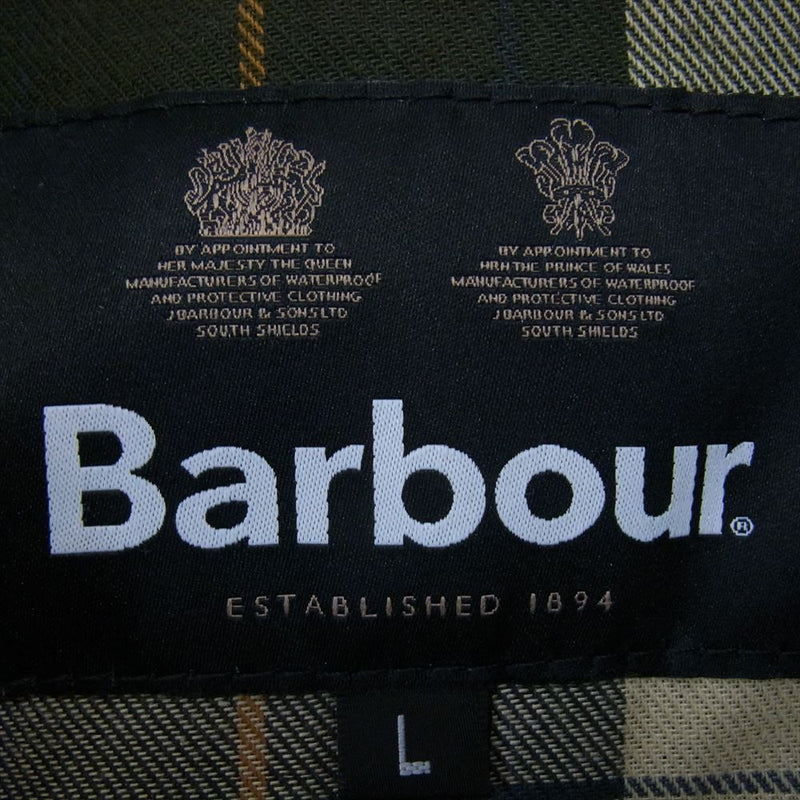 BY APPOINTMENT TO
HER MAJESTY THE QUEEN
MANUFACTURERS OF WATERPROOF
AND PROTECTIVE CLOTHING
J BARBOUR & SONS LTD
SOUTH SHIELDS
BY APPOINTMENT TO
HRH THE PRINCE OF WALES
MANUFACTURERS OF WATERPROOF
AND PROTECTIVE CLOTHING
J BARBOUR & SONS LTD
SOUTH SHIELDS
Barbour®
ESTABLISHED 1894
L